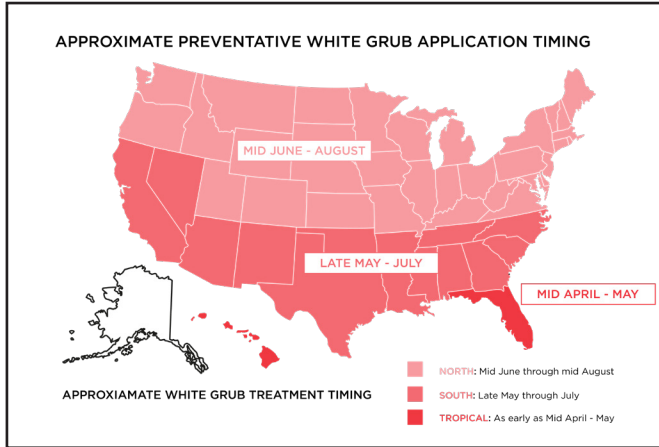 APPROXIMATE PREVENTATIVE WHITE GRUB APPLICATION TIMING
MID JUNE - AUGUST
LATE MAY - JULY
MID APRIL - MAY
NORTH: Mid June through mid August
SOUTH: Late May through July
APPROXIAMATE WHITE GRUB TREATMENT TIMING
TROPICAL: As early as Mid April - May